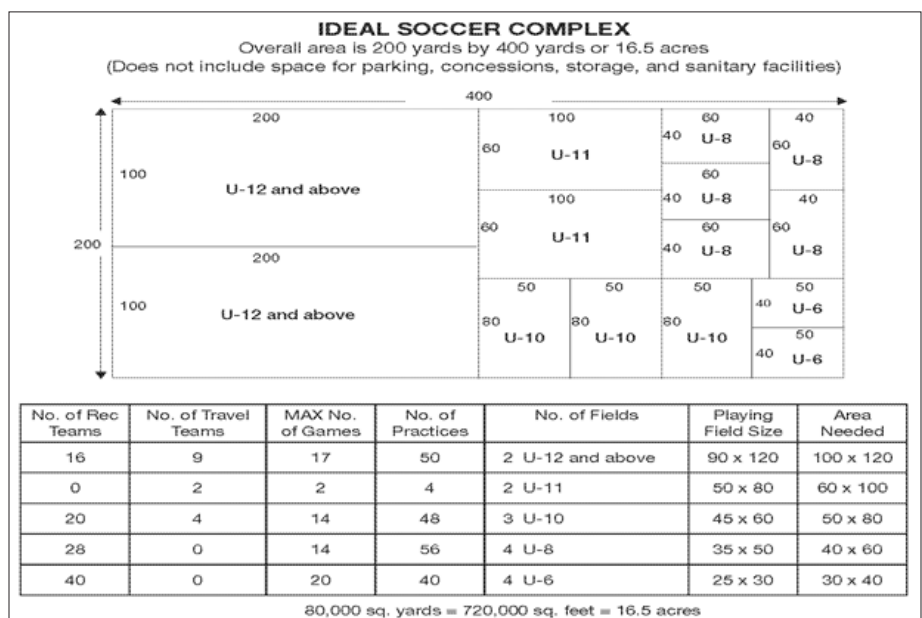 IDEAL SOCCER COMPLEX
Overall area is 200 yards by 400 yards or 16.5 acres
(Does not include space for parking, concessions, storage, and sanitary facilities)
400
200
200
100
U-12 and above
200
100
U-12 and above
100
60
U-11
100
60
U-11
60
40
U-8
60
40
U-8
60
40
U-8
40
60
U-8
40
60
U-8
50
80
U-10
50
80
U-10
50
80
U-10
50
40
U-6
50
40
U-6
No. of Rec Teams No. of Travel Teams MAX No. of Games No. of Practices No. of Fields Playing Field Size Area Needed
16 9 17 50 2 U-12 and above 90 x 120 100 x 120
0 2 2 4 2 U-11 50 x 80 60 x 100
20 4 14 48 3 U-10 45 x 60 50 x 80
28 0 14 56 4 U-8 35 x 50 40 x 60
40 0 20 40 4 U-6 25 x 30 30 x 40
80,000 sq. yards = 720,000 sq. feet = 16.5 acres